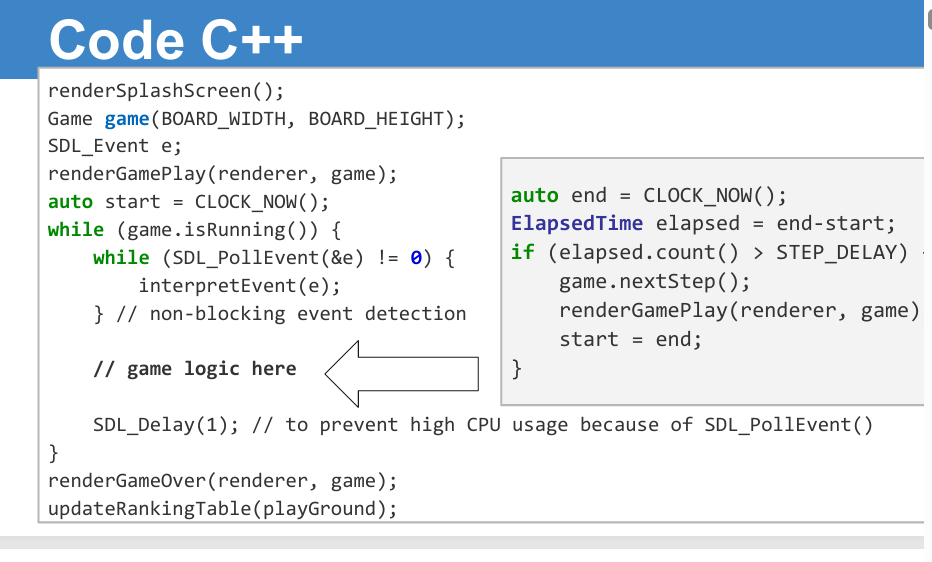 Code C++
renderSplashScreen();
Game game(BOARD_WIDTH, BOARD_HEIGHT);
SDL_Event e;
renderGamePlay(renderer, game);
auto start = CLOCK_NOW();
while (game.isRunning()) {
    while (SDL_PollEvent(&e) != 0) {
        interpretEvent(e);
    } // non-blocking event detection
    // game logic here
    SDL_Delay(1); // to prevent high CPU usage because of SDL_PollEvent()
}
renderGameOver(renderer, game);
updateRankingTable(playGround);
auto end = CLOCK_NOW();
ElapsedTime elapsed = end-start;
if (elapsed.count() > STEP_DELAY)
    game.nextStep();
    renderGamePlay(renderer, game)
    start = end;
}